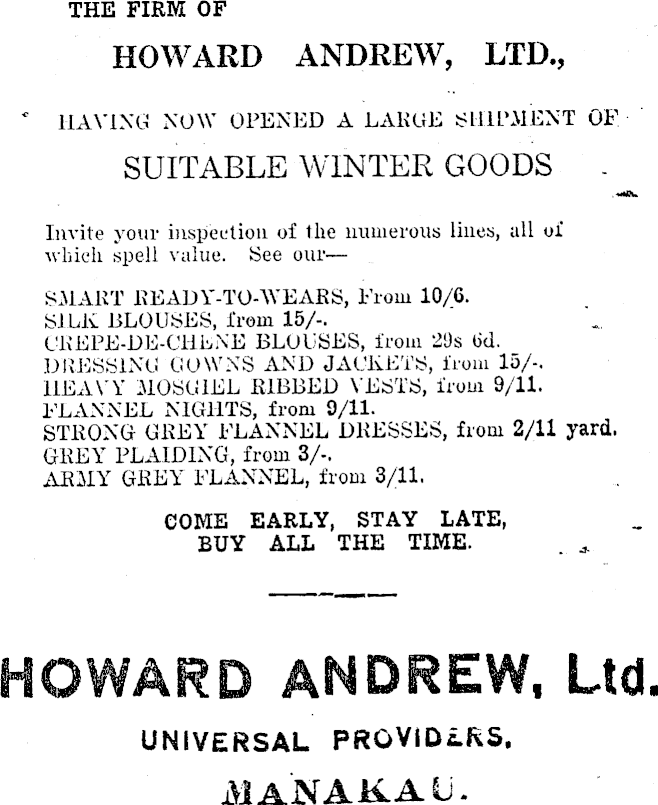 THE FIRM OF
HOWARD ANDREW, LTD.,
HAVING NOW OPENED A LARGE SHIPMENT OF
SUITABLE WINTER GOODS
Invite your inspection of the numerous lines, all of
which spell value. See our—
SMART READY-TO-WEARS, From 10/6.
SILK BLOUSES, from 15/-.
CREPE-DE-CHENE BLOUSES, from 29s 6d.
DRESSING GOWNS AND JACKETS, from 15/-.
HEAVY MOSGIEL RIBBED VESTS, from 9/11.
FLANNEL NIGHTS, from 9/11.
STRONG GREY FLANNEL DRESSES, from 2/11 yard.
GREY PLAIDING, from 3/-.
ARMY GREY FLANNEL, from 3/11.
COME EARLY, STAY LATE,
BUY ALL THE TIME.
HOWARD ANDREW, Ltd.
UNIVERSAL PROVIDERS,
MANAKAU.